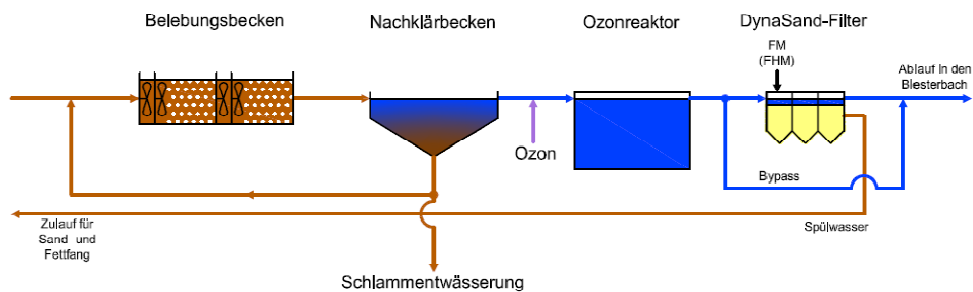 Belebungsbecken
Nachklärbecken
Ozonreaktor
DynaSand-Filter
FM
(FHM)
Ablauf in den
Blesterbach
Ozon
Bypass
Zulauf für
Sand und
Fettfang
Spülwasser
Schlammentwässerung